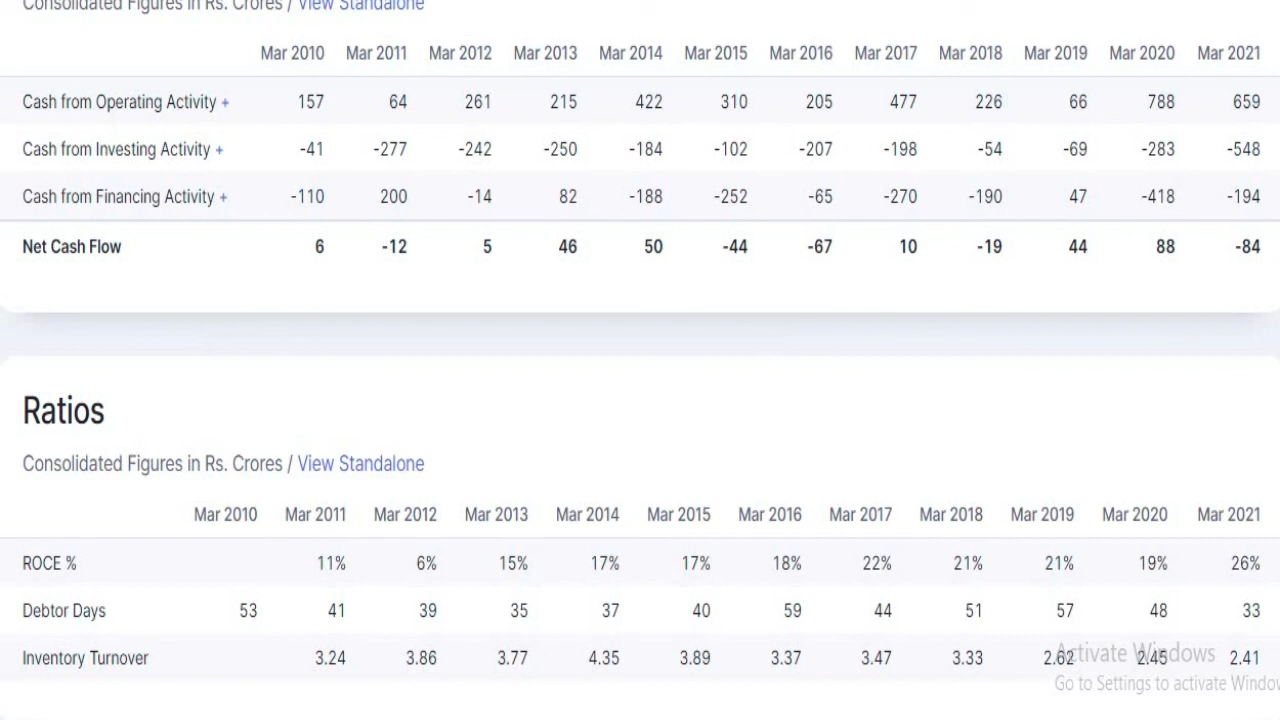 Consolidated Figures in Rs. Crores / View Standalone
Mar 2010 Mar 2011 Mar 2012 Mar 2013 Mar 2014 Mar 2015 Mar 2016 Mar 2017 Mar 2018 Mar 2019 Mar 2020 Mar 2021
Cash from Operating Activity + 157 64 261 215 422 310 205 477 226 66 788 659
Cash from Investing Activity + -41 -277 -242 -250 -184 -102 -207 -198 -54 -69 -283 -548
Cash from Financing Activity + -110 200 -14 82 -188 -252 -65 -270 -190 47 -418 -194
Net Cash Flow 6 -12 5 46 50 -44 -67 10 -19 44 88 -84
Ratios
Consolidated Figures in Rs. Crores / View Standalone
Mar 2010 Mar 2011 Mar 2012 Mar 2013 Mar 2014 Mar 2015 Mar 2016 Mar 2017 Mar 2018 Mar 2019 Mar 2020 Mar 2021
ROCE % 11% 6% 15% 17% 17% 18% 22% 21% 21% 19% 26%
Debtor Days 53 41 39 35 37 40 59 44 51 57 48 33
Inventory Turnover 3.24 3.86 3.77 4.35 3.89 3.37 3.47 3.33 2.62 2.45 2.41
Activate Windows
Go to Settings to activate Window